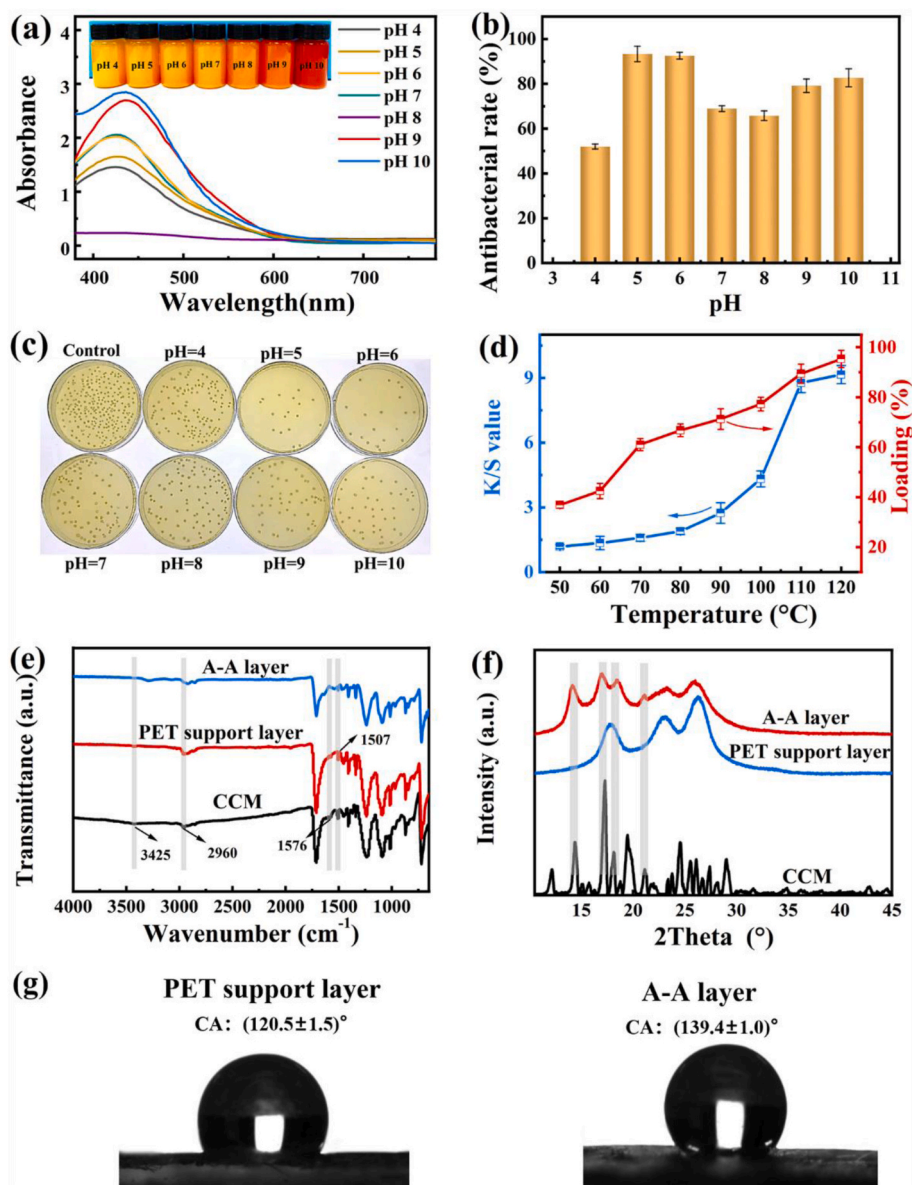 (a)
4
3
2
1
0
Absorbance
pH 4
pH 5
pH 6
pH 7
pH 8
pH 9
pH 10
pH 4
pH 5
pH 6
pH 7
pH 8
pH 9
pH 10
400
500
600
700
Wavelength(nm)
(b)
100
80
60
40
20
0
Antibacterial rate (%)
3
4
5
6
7
8
9
10
11
pH
(c)
Control
pH=4
pH=5
pH=6
pH=7
pH=8
pH=9
pH=10
(d)
9
6
3
0
K/S value
100
80
60
40
20
Loading (%)
50
60
70
80
90
100
110
120
Temperature (°C)
(e)
Transmittance (a.u.)
A-A layer
PET support layer
1507
CCM
3425
2960
1576
4000
3500
3000
2500
2000
1500
1000
Wavenumber (cm⁻¹)
(f)
Intensity (a.u.)
A-A layer
PET support layer
CCM
15
20
25
30
35
40
45
2Theta (°)
(g)
PET support layer
CA: (120.5±1.5)°
A-A layer
CA: (139.4±1.0)°